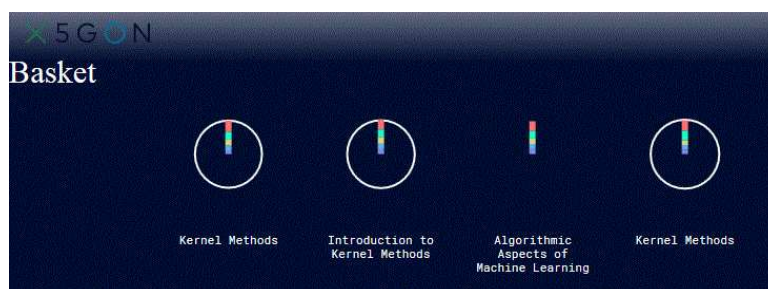 X5GON
Basket
Kernel Methods
Introduction to
Kernel Methods
Algorithmic
Aspects of
Machine Learning
Kernel Methods